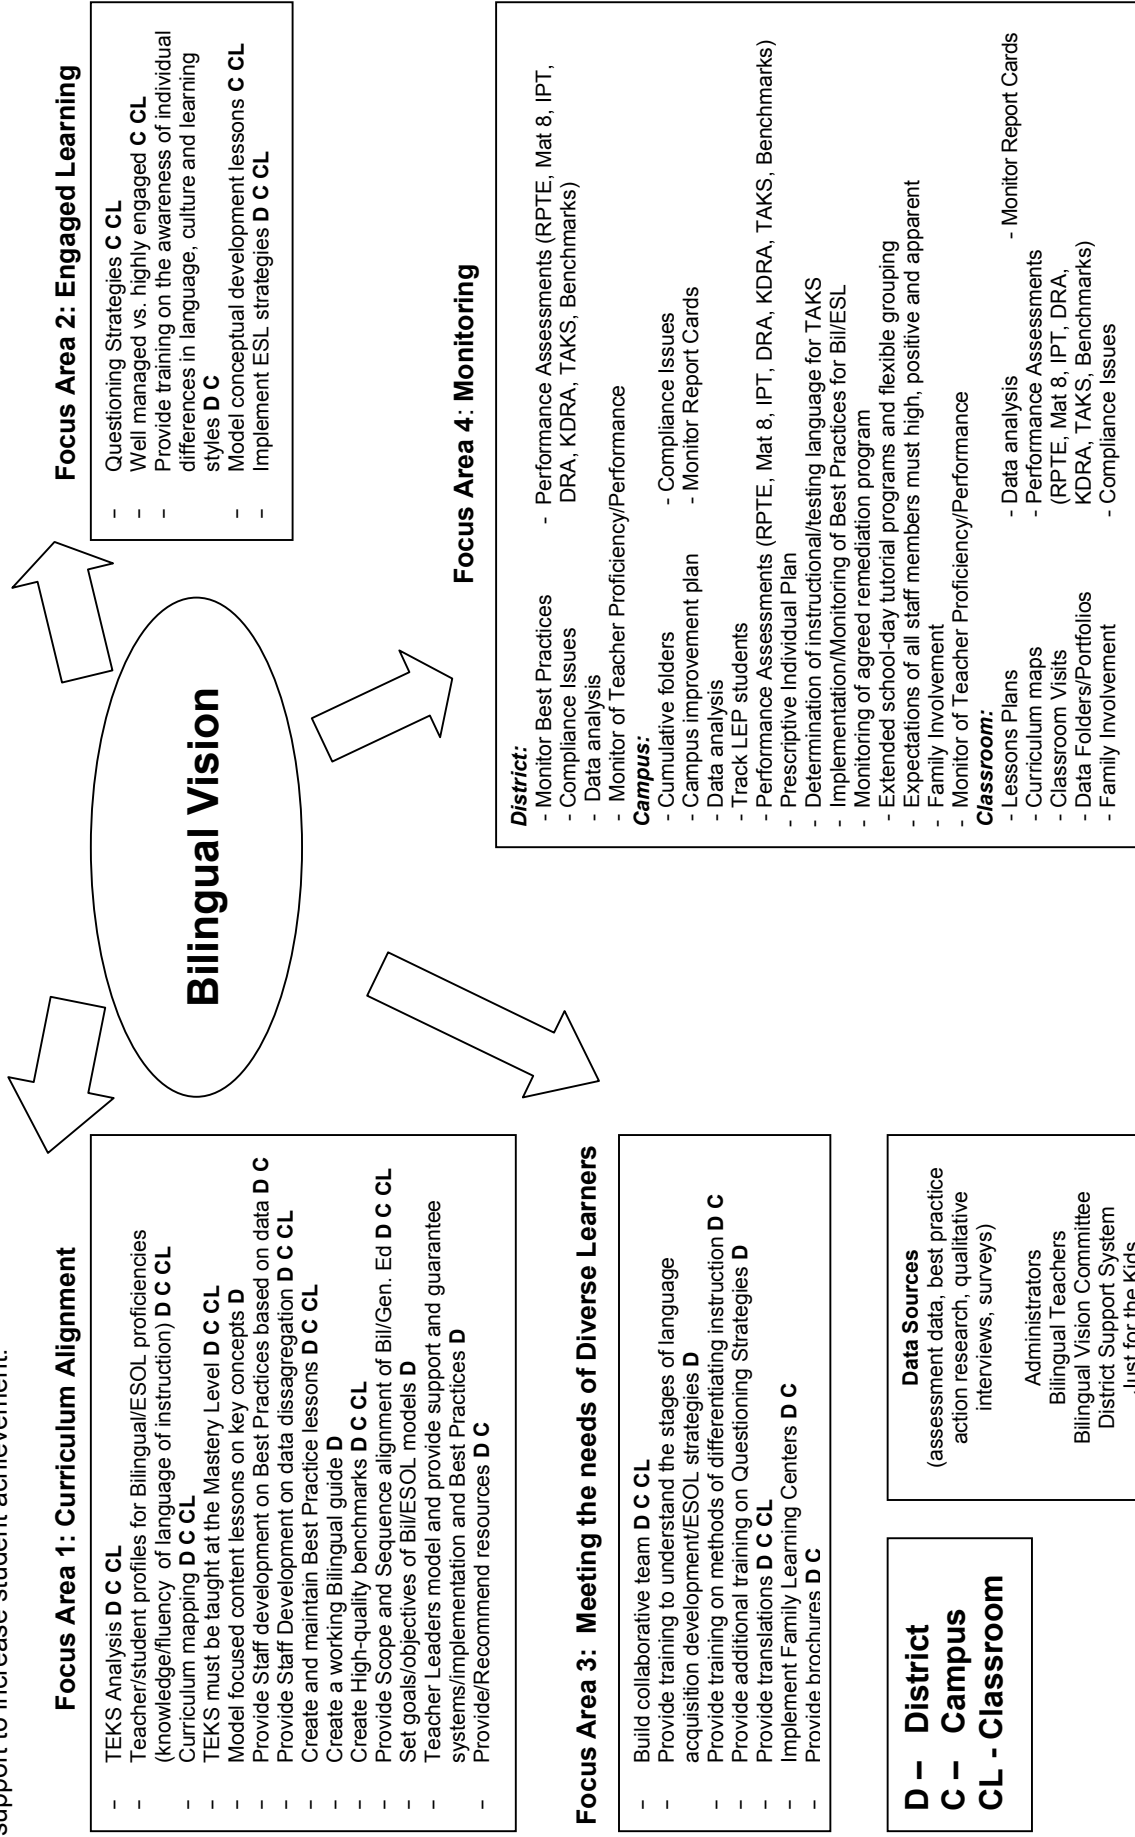 support to increase student achievement.
Focus Area 1: Curriculum Alignment
- TEKS Analysis D C CL
- Teacher/student profiles for Bilingual/ESOL proficiencies
(knowledge/fluency of language of instruction) D C CL
- Curriculum mapping D C CL
- TEKS must be taught at the Mastery Level D C CL
- Model focused content lessons on key concepts D
- Provide Staff development on Best Practices based on data D C
- Provide Staff Development on data dissagregation D C CL
- Create and maintain Best Practice lessons D C CL
- Create a working Bilingual guide D
- Create High-quality benchmarks D C CL
- Provide Scope and Sequence alignment of Bil/Gen. Ed D C CL
- Set goals/objectives of Bil/ESOL models D
- Teacher Leaders model and provide support and guarantee
systems/implementation and Best Practices D
- Provide/Recommend resources D C
Bilingual Vision
Focus Area 2: Engaged Learning
- Questioning Strategies C CL
- Well managed vs. highly engaged C CL
- Provide training on the awareness of individual
differences in language, culture and learning
styles D C
- Model conceptual development lessons C CL
- Implement ESL strategies D C CL
Focus Area 3: Meeting the needs of Diverse Learners
- Build collaborative team D C CL
- Provide training to understand the stages of language
acquisition development/ESOL strategies D
- Provide training on methods of differentiating instruction D C
- Provide additional training on Questioning Strategies D
- Provide translations D C CL
- Implement Family Learning Centers D C
- Provide brochures D C
Focus Area 4: Monitoring
District:
- Monitor Best Practices - Performance Assessments (RPTE, Mat 8, IPT,
- Compliance Issues DRA, KDRA, TAKS, Benchmarks)
- Data analysis
- Monitor of Teacher Proficiency/Performance
Campus:
- Cumulative folders - Compliance Issues
- Campus improvement plan - Monitor Report Cards
- Data analysis
- Track LEP students
- Performance Assessments (RPTE, Mat 8, IPT, DRA, KDRA, TAKS, Benchmarks)
- Prescriptive Individual Plan
- Determination of instructional/testing language for TAKS
- Implementation/Monitoring of Best Practices for Bil/ESL
- Monitoring of agreed remediation program
- Extended school-day tutorial programs and flexible grouping
- Expectations of all staff members must high, positive and apparent
- Family Involvement
- Monitor of Teacher Proficiency/Performance
Classroom:
- Lessons Plans - Data analysis - Monitor Report Cards
- Curriculum maps - Performance Assessments
- Classroom Visits (RPTE, Mat 8, IPT, DRA,
- Data Folders/Portfolios KDRA, TAKS, Benchmarks)
- Family Involvement - Compliance Issues
D – District
C – Campus
CL - Classroom
Data Sources
(assessment data, best practice
action research, qualitative
interviews, surveys)
Administrators
Bilingual Teachers
Bilingual Vision Committee
District Support System
Just for the Kids